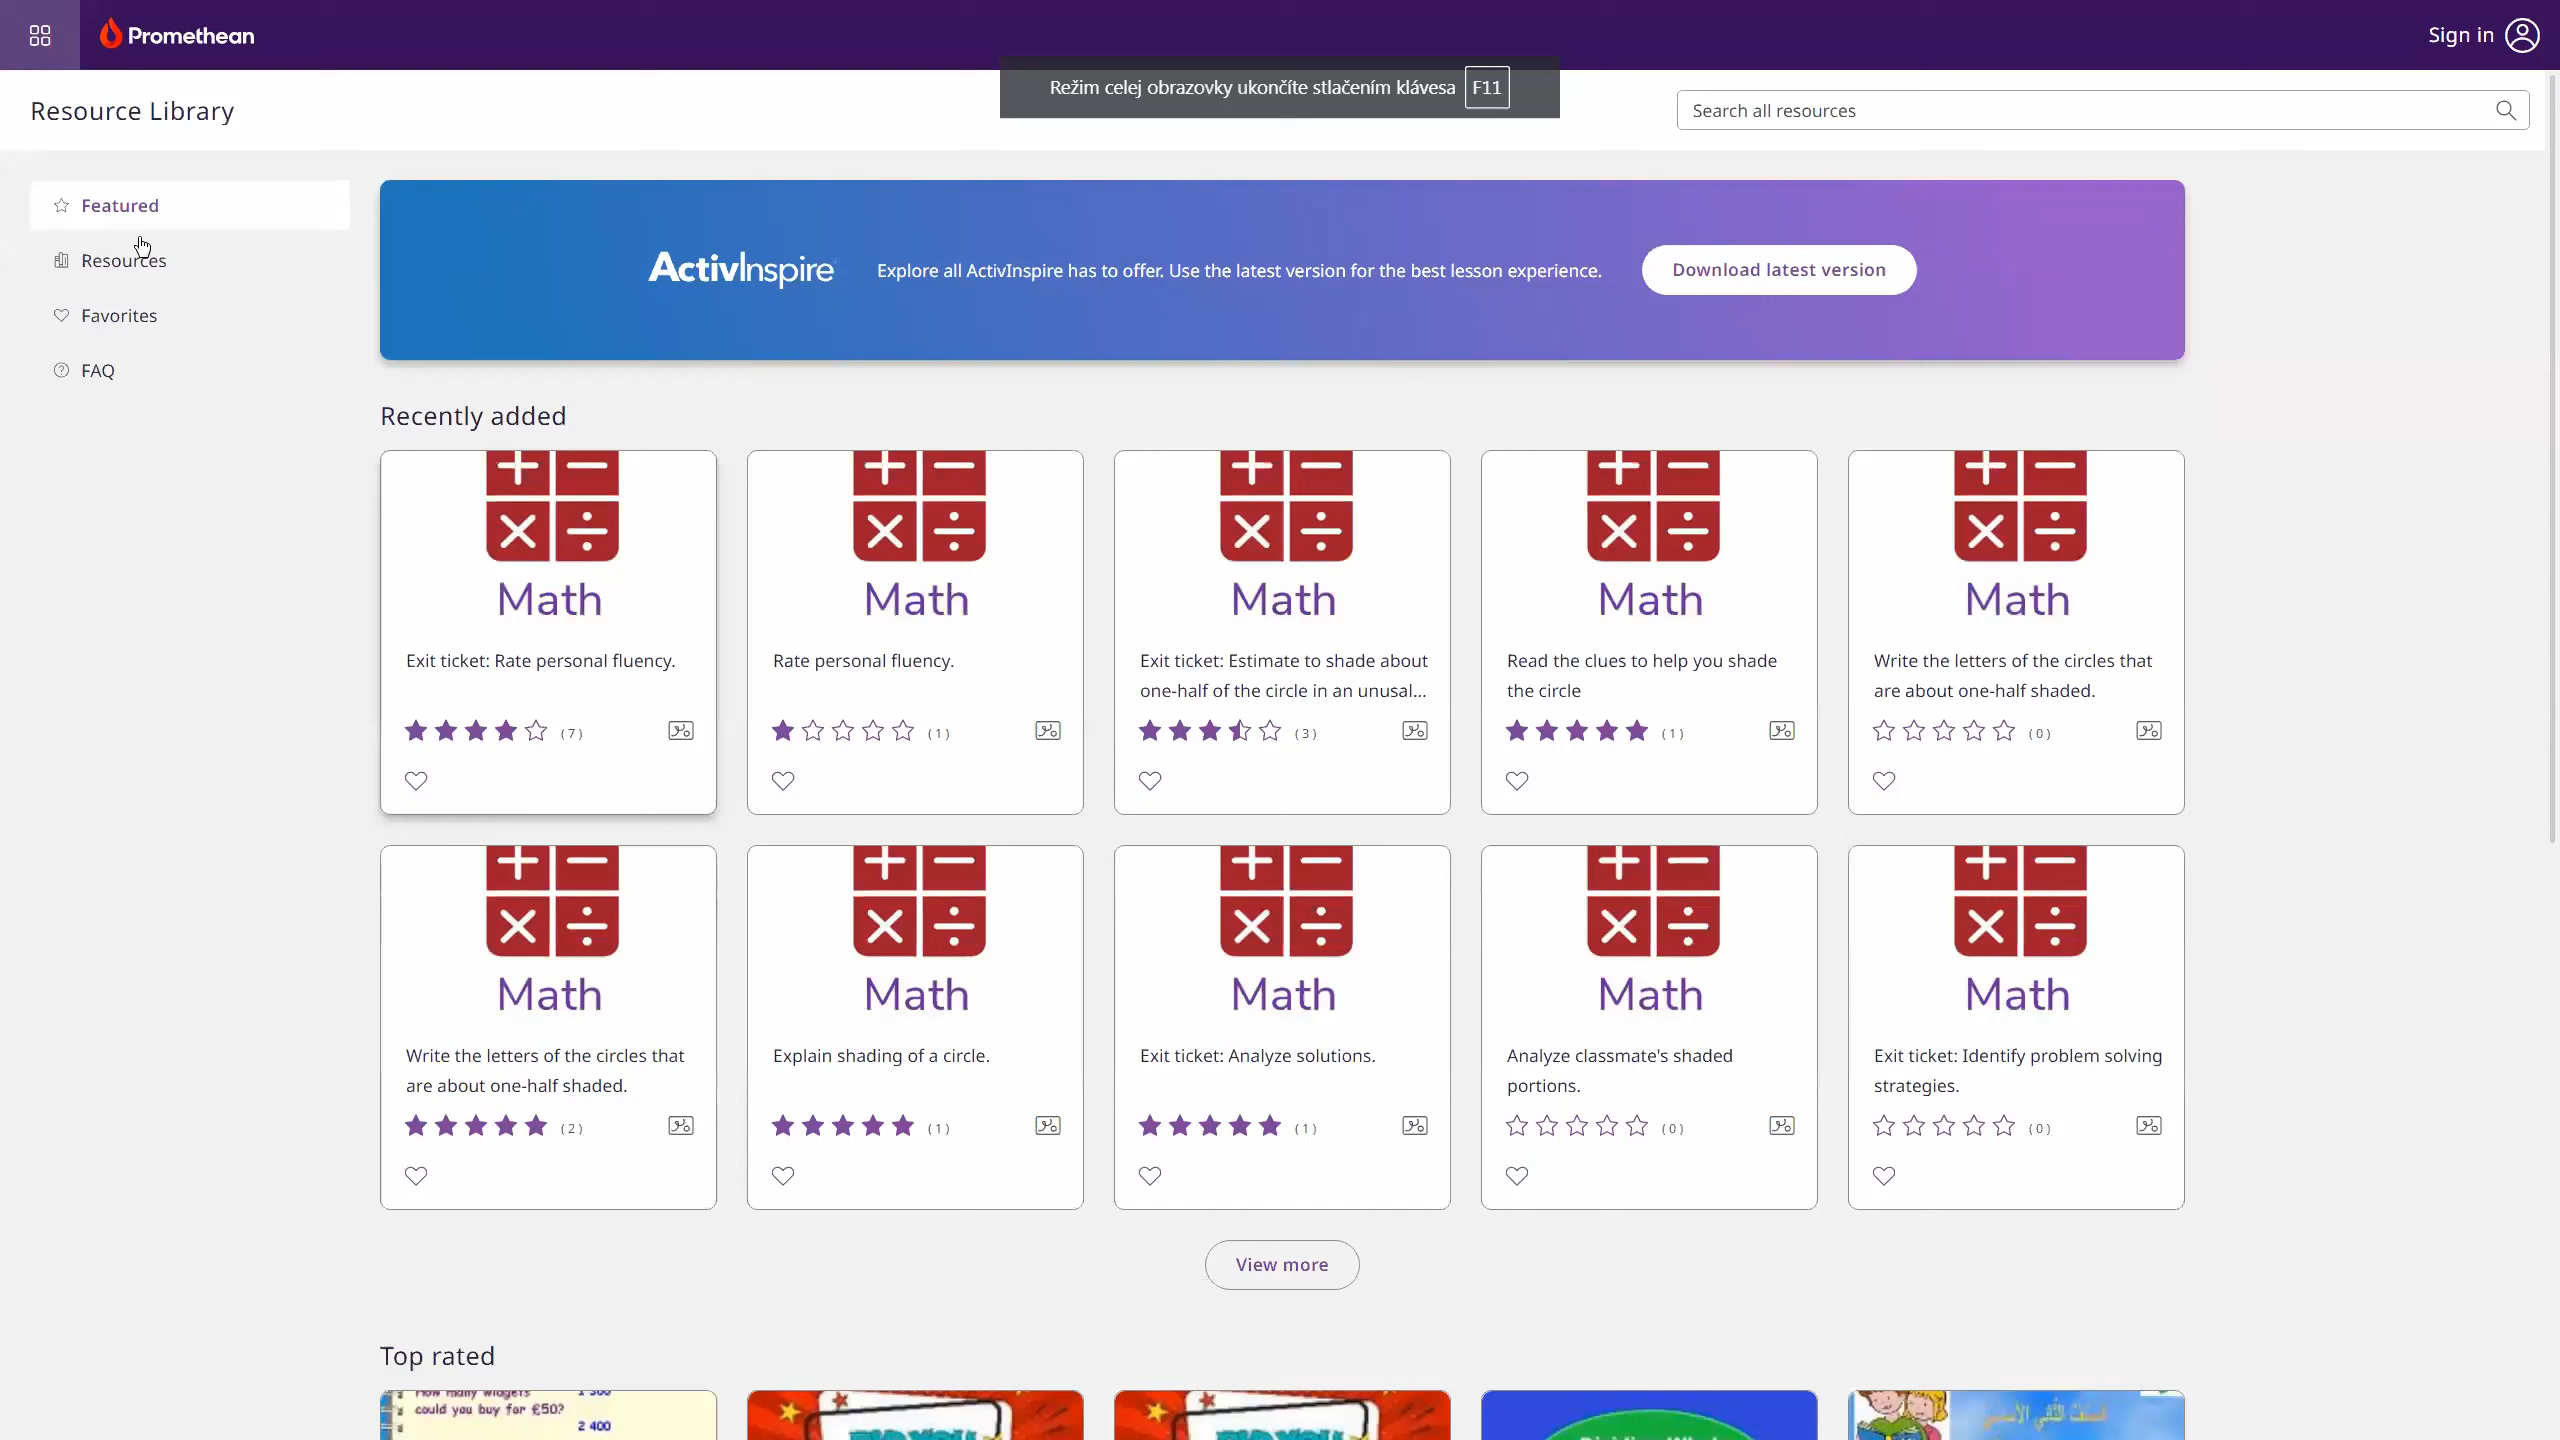 Promethean
Sign in
Režim celej obrazovky ukončíte stlačením klávesa F11
Resource Library
Search all resources
Featured
Resources
Favorites
FAQ
ActivInspire
Explore all ActivInspire has to offer. Use the latest version for the best lesson experience.
Download latest version
Recently added
Math
Exit ticket: Rate personal fluency.
(7)
Math
Rate personal fluency.
(1)
Math
Exit ticket: Estimate to shade about
one-half of the circle in an unusal...
(3)
Math
Read the clues to help you shade
the circle
(1)
Math
Write the letters of the circles that
are about one-half shaded.
(0)
Math
Write the letters of the circles that
are about one-half shaded.
(2)
Math
Explain shading of a circle.
(1)
Math
Exit ticket: Analyze solutions.
(1)
Math
Analyze classmate's shaded
portions.
(0)
Math
Exit ticket: Identify problem solving
strategies.
(0)
View more
Top rated
How many widgets
could you buy for £50?
2 400